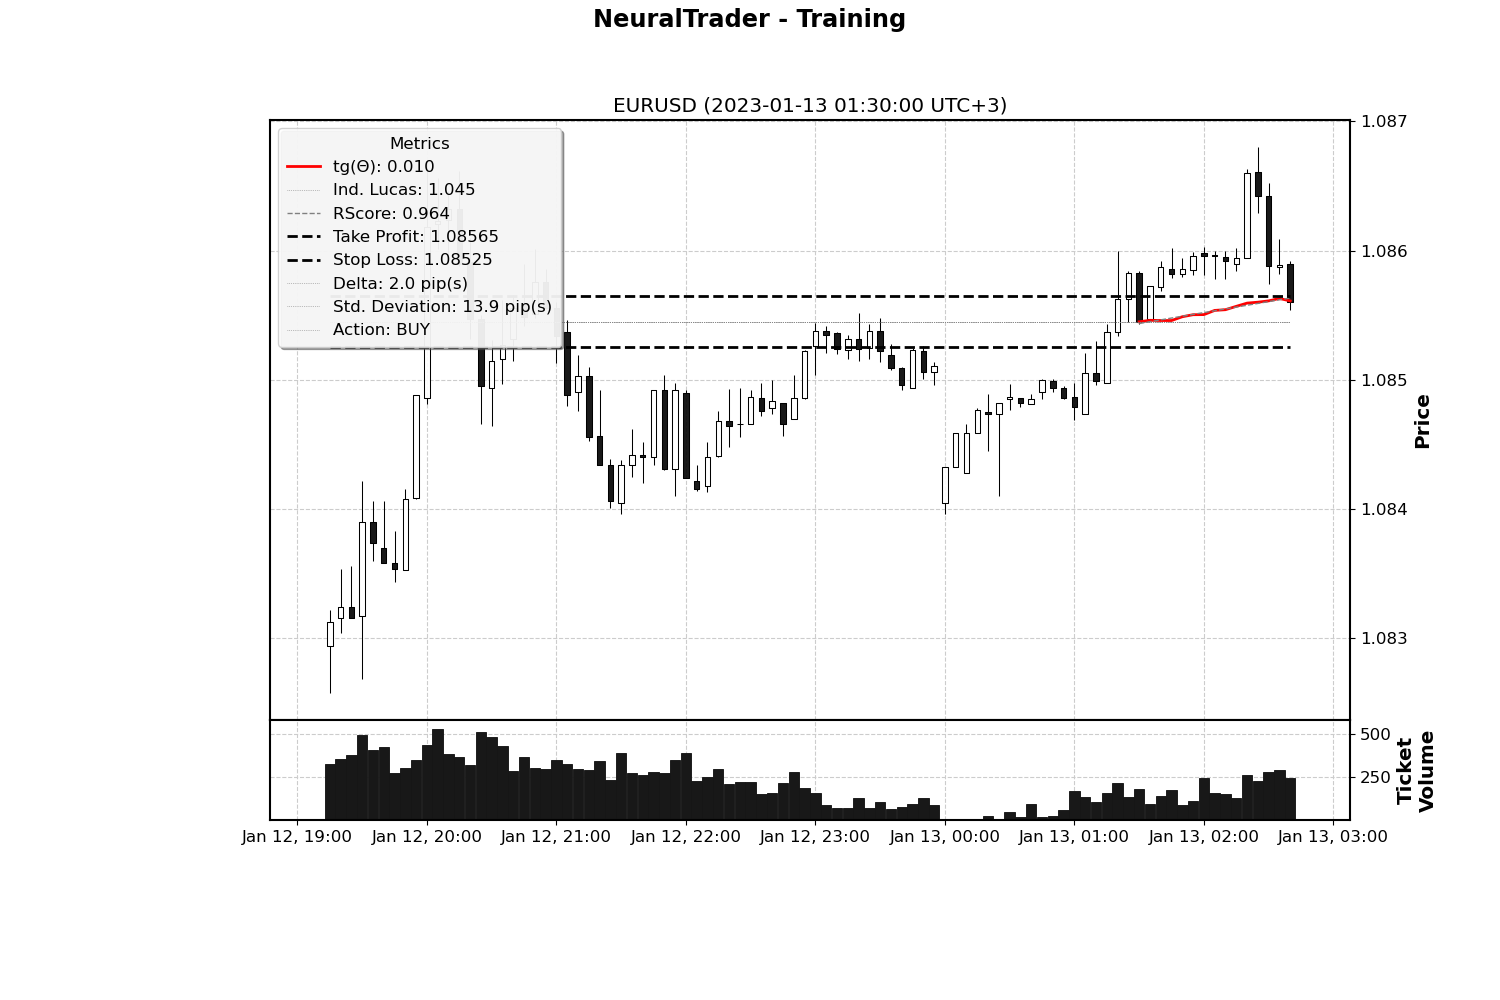 NeuralTrader - Training
EURUSD (2023-01-13 01:30:00 UTC+3)
Metrics
tg(Θ): 0.010
Ind. Lucas: 1.045
RScore: 0.964
Take Profit: 1.08565
Stop Loss: 1.08525
Delta: 2.0 pip(s)
Std. Deviation: 13.9 pip(s)
Action: BUY
1.087
1.086
1.085
1.084
1.083
Price
500
250
Ticket
Volume
Jan 12, 19:00
Jan 12, 20:00
Jan 12, 21:00
Jan 12, 22:00
Jan 12, 23:00
Jan 13, 00:00
Jan 13, 01:00
Jan 13, 02:00
Jan 13, 03:00